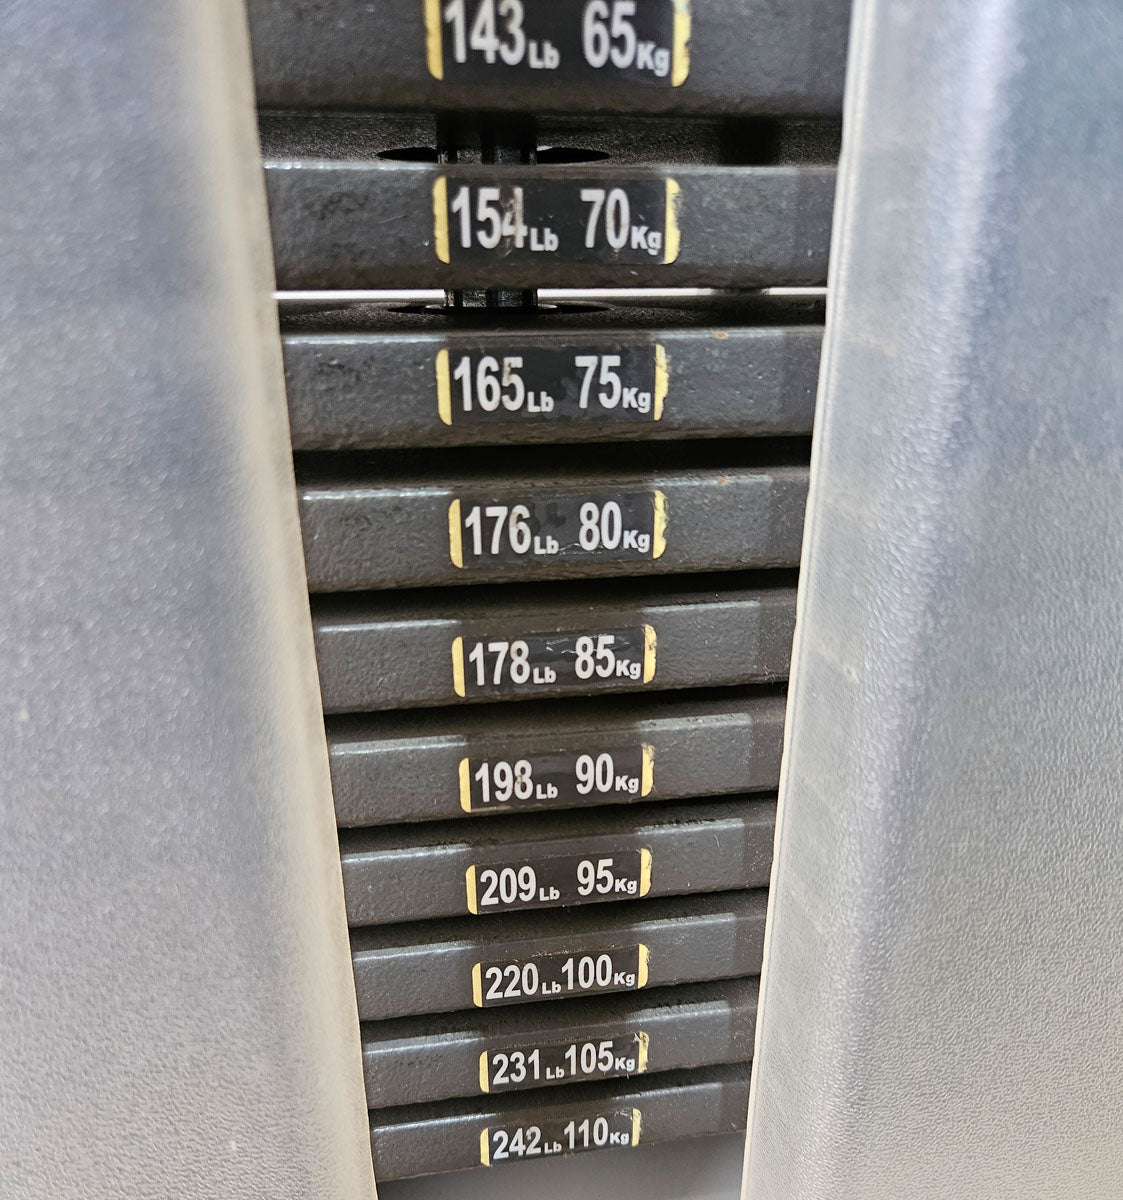 143Lb 65Kg
154Lb 70Kg
165Lb 75Kg
176Lb 80Kg
178Lb 85Kg
198Lb 90Kg
209Lb 95Kg
220Lb 100Kg
231Lb 105Kg
242Lb 110Kg